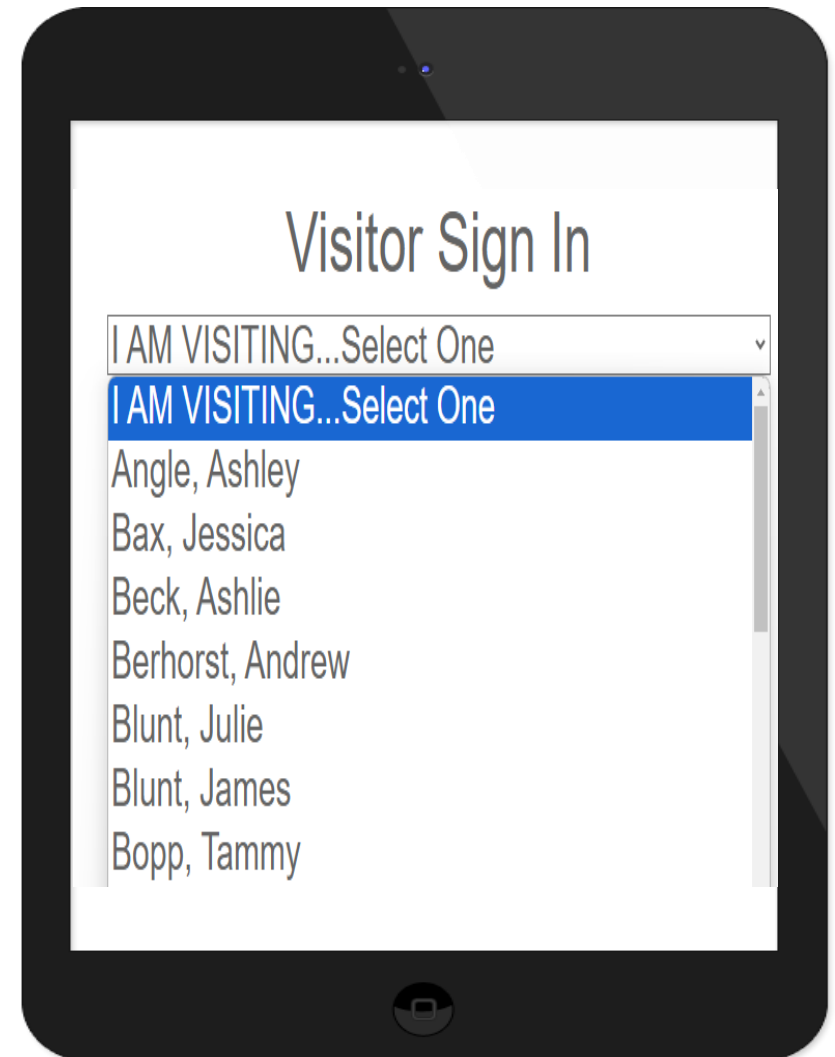 Visitor Sign In
I AM VISITING...Select One
I AM VISITING...Select One
Angle, Ashley
Bax, Jessica
Beck, Ashlie
Berhorst, Andrew
Blunt, Julie
Blunt, James
Bopp, Tammy